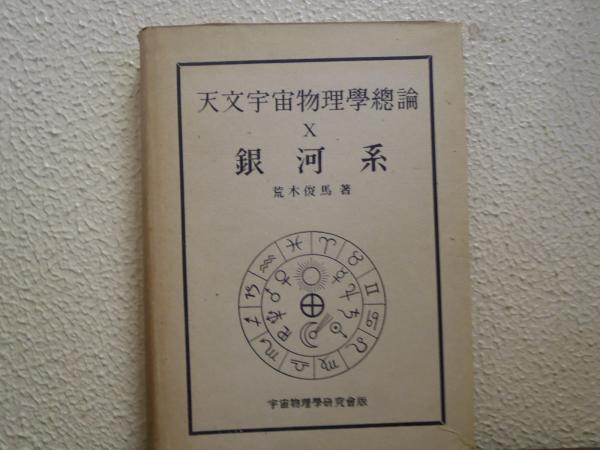 天文宇宙物理學總論
X
銀河系
荒木俊馬著
宇宙物理學研究會版